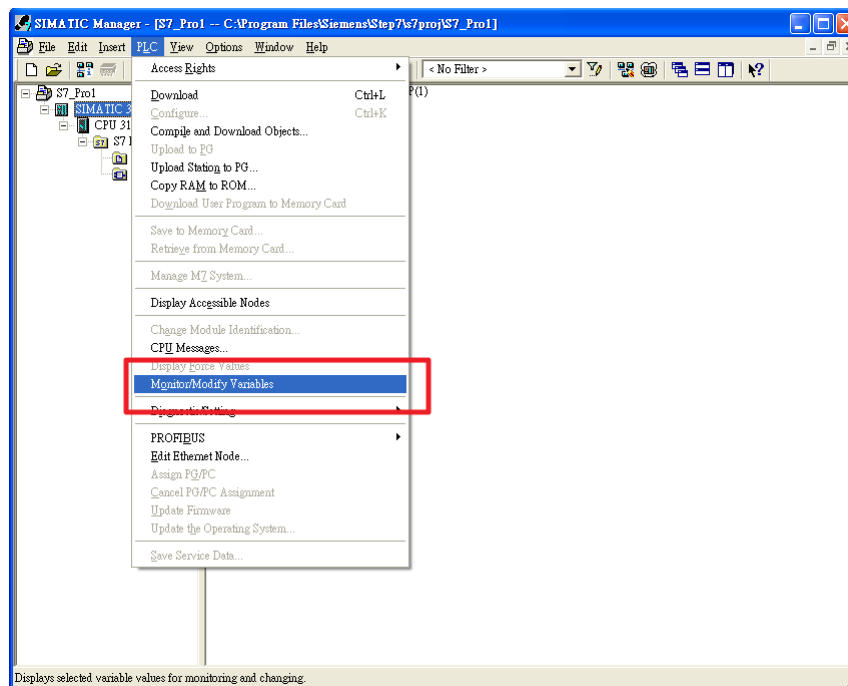 SIMATIC Manager - [S7_Pro1 -- C:\Program Files\Siemens\Step7\s7proj\S7_Pro1]
File Edit Insert PLC View Options Window Help
< No Filter >
S7_Pro1
SIMATIC 3
CPU 31
S7
P(1)
Access Rights
Download Ctrl+L
Configure... Ctrl+K
Compile and Download Objects...
Upload to PG
Upload Station to PG...
Copy RAM to ROM...
Download User Program to Memory Card
Save to Memory Card...
Retrieve from Memory Card...
Manage M7 System...
Display Accessible Nodes
Change Module Identification...
CPU Messages...
Display Force Values
Monitor/Modify Variables
Diagnostic/Setting
PROFIBUS
Edit Ethernet Node...
Assign PG/PC
Cancel PG/PC Assignment
Update Firmware
Update the Operating System...
Save Service Data...
Displays selected variable values for monitoring and changing.